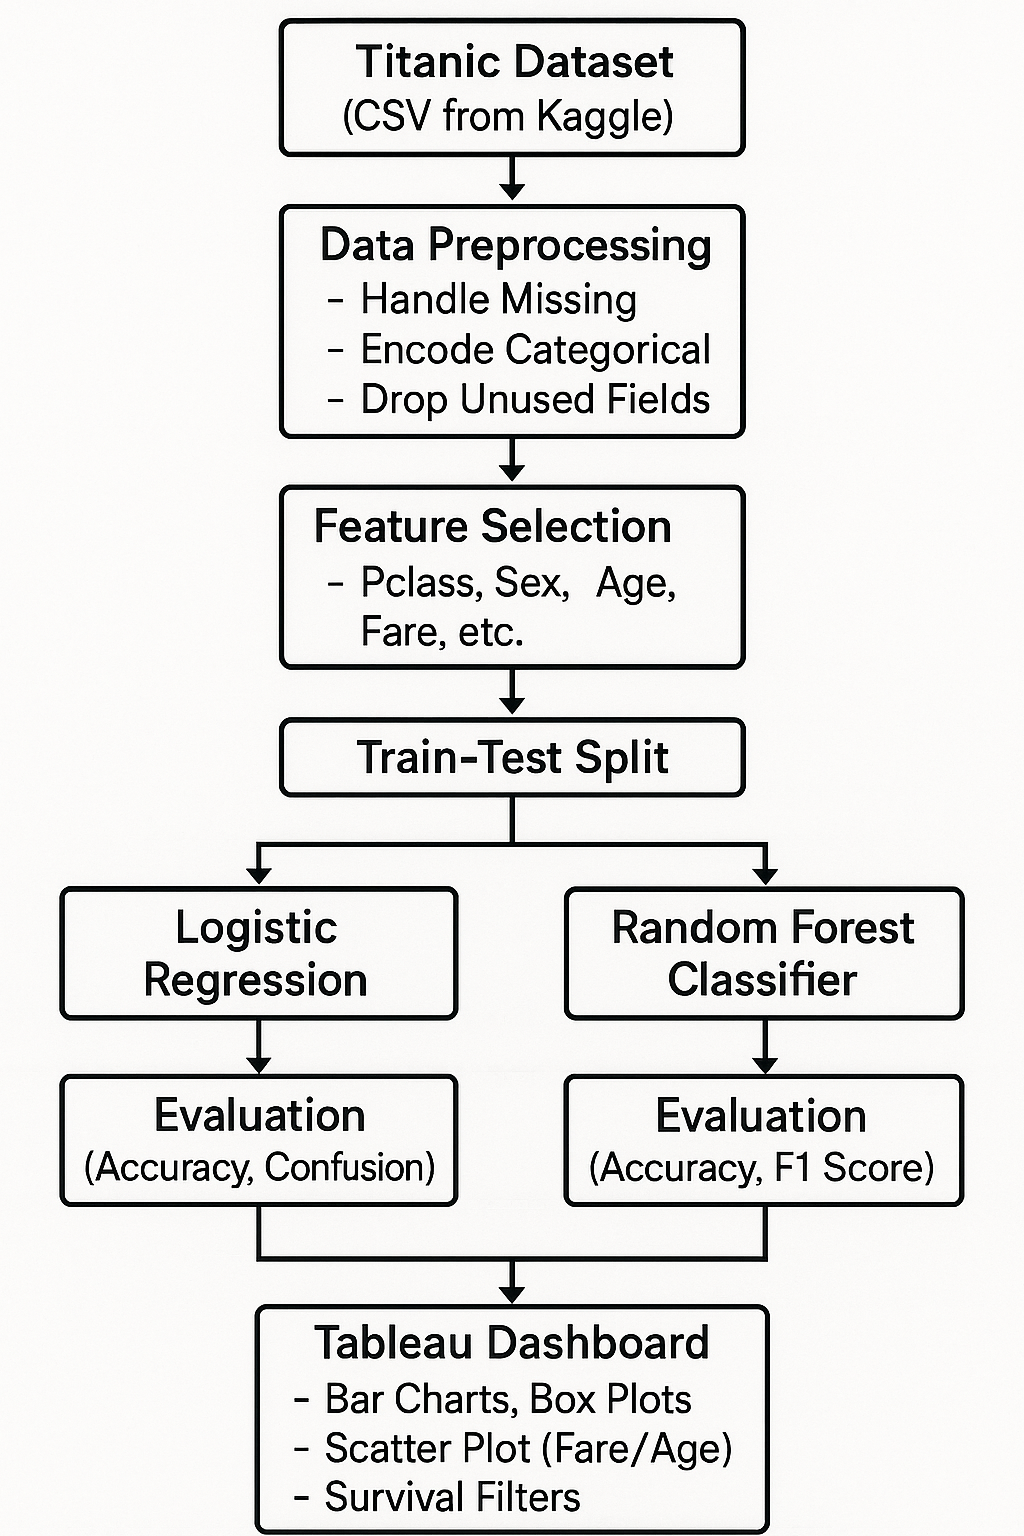 Titanic Dataset
(CSV from Kaggle)
Data Preprocessing
- Handle Missing
- Encode Categorical
- Drop Unused Fields
Feature Selection
- Pclass, Sex, Age,
Fare, etc.
Train-Test Split
Logistic
Regression
Random Forest
Classifier
Evaluation
(Accuracy, Confusion)
Evaluation
(Accuracy, F1 Score)
Tableau Dashboard
- Bar Charts, Box Plots
- Scatter Plot (Fare/Age)
- Survival Filters